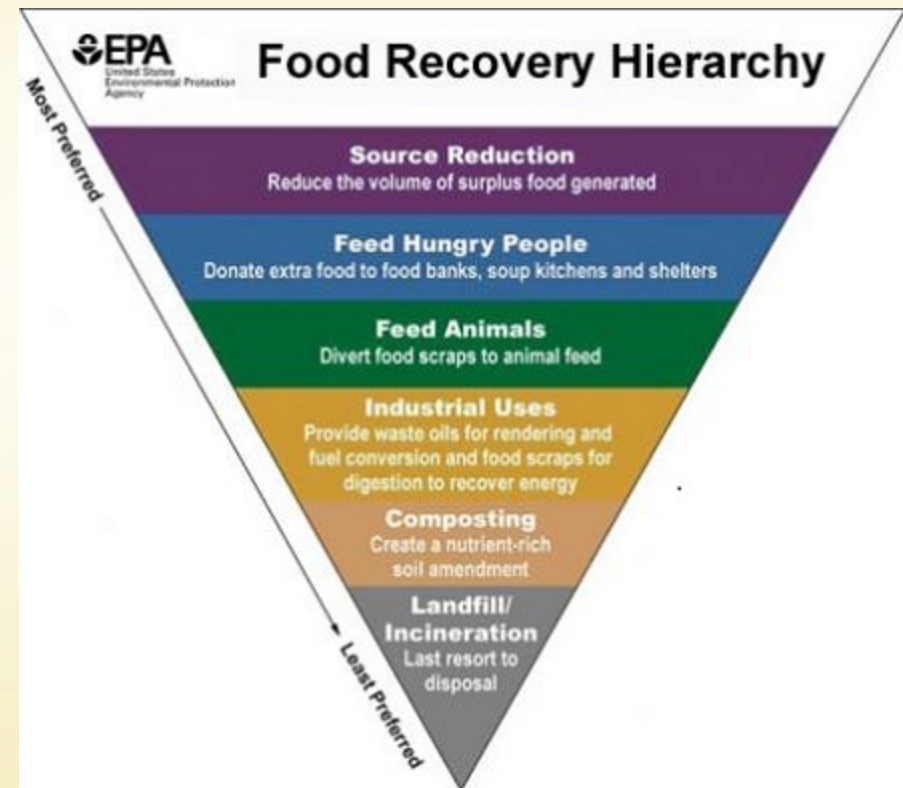 EPA
United States
Environmental Protection
Agency
Food Recovery Hierarchy
Most Preferred
Source Reduction
Reduce the volume of surplus food generated
Feed Hungry People
Donate extra food to food banks, soup kitchens and shelters
Feed Animals
Divert food scraps to animal feed
Industrial Uses
Provide waste oils for rendering and
fuel conversion and food scraps for
digestion to recover energy
Composting
Create a nutrient-rich
soil amendment
Landfill/
Incineration
Last resort to
disposal
Least Preferred